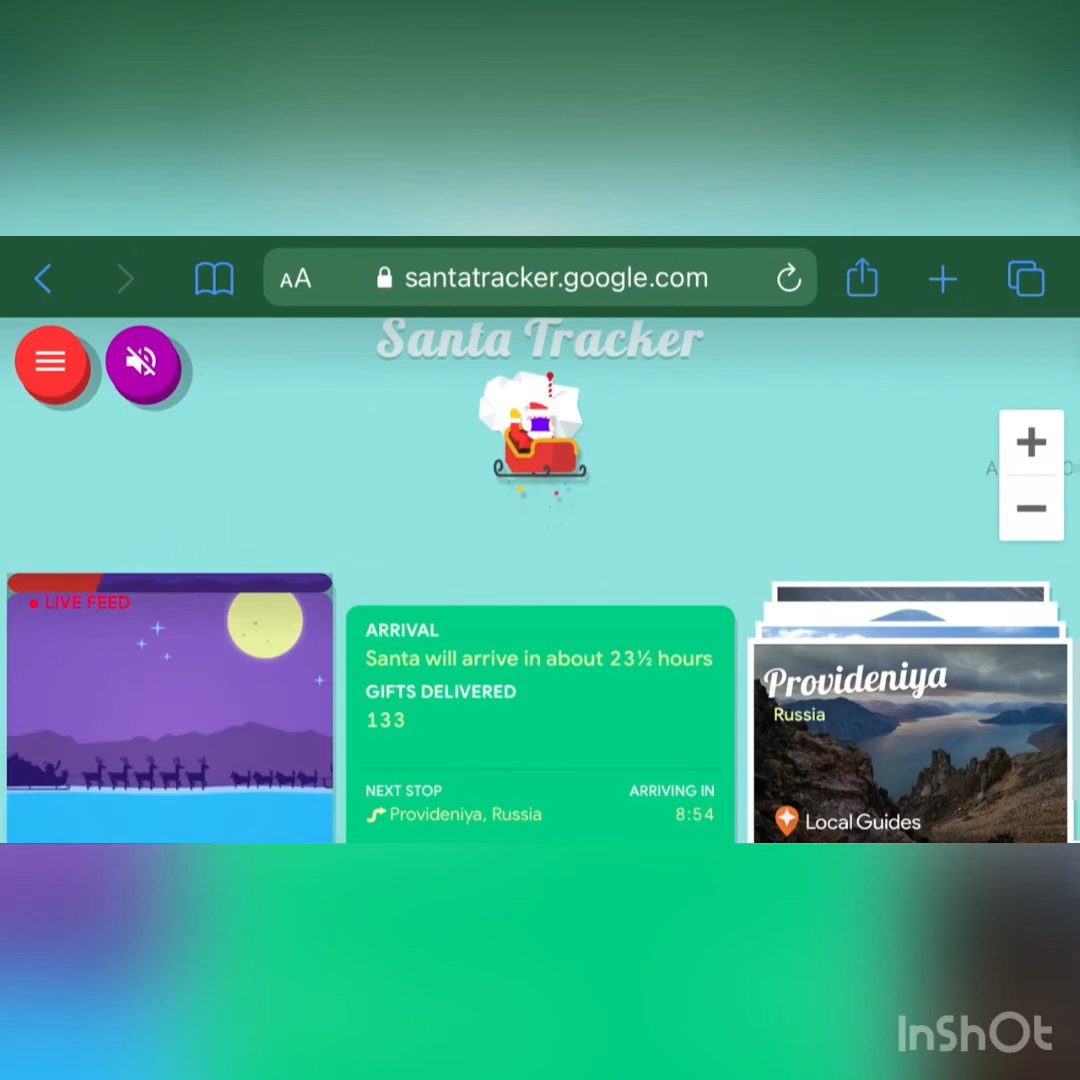 AA
santatracker.google.com
Santa Tracker
LIVE FEED
ARRIVAL
Santa will arrive in about 23½ hours
GIFTS DELIVERED
133
NEXT STOP
ARRIVING IN
Provideniya, Russia
8:54
Provideniya
Russia
Local Guides
InShOt